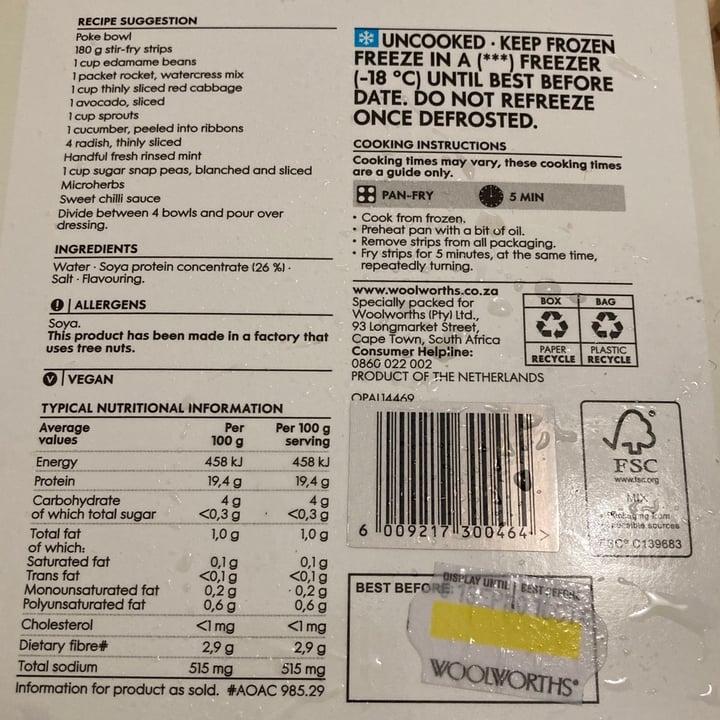 RECIPE SUGGESTION
Poke bowl
180 g stir-fry strips
1 cup edamame beans
1 packet rocket, watercress mix
1 cup thinly sliced red cabbage
1 avocado, sliced
1 cup sprouts
1 cucumber, peeled into ribbons
4 radish, thinly sliced
Handful fresh rinsed mint
1 cup sugar snap peas, blanched and sliced
Microherbs
Sweet chilli sauce
Divide between 4 bowls and pour over
dressing.
INGREDIENTS
Water · Soya protein concentrate (26 %) ·
Salt · Flavouring.
ALLERGENS
Soya.
This product has been made in a factory that
uses tree nuts.
V VEGAN
TYPICAL NUTRITIONAL INFORMATION
Average values Per 100 g Per 100 g serving
Energy 458 kJ 458 kJ
Protein 19,4 g 19,4 g
Carbohydrate 4 g 4 g
of which total sugar <0,3 g <0,3 g
Total fat 1,0 g 1,0 g
of which:
Saturated fat 0,1 g 0,1 g
Trans fat <0,1 g <0,1 g
Monounsaturated fat 0,2 g 0,2 g
Polyunsaturated fat 0,6 g 0,6 g
Cholesterol <1 mg <1 mg
Dietary fibre# 2,9 g 2,9 g
Total sodium 515 mg 515 mg
Information for product as sold. #AOAC 985.29
UNCOOKED · KEEP FROZEN
FREEZE IN A (***) FREEZER
(-18 °C) UNTIL BEST BEFORE
DATE. DO NOT REFREEZE
ONCE DEFROSTED.
COOKING INSTRUCTIONS
Cooking times may vary, these cooking times
are a guide only.
PAN-FRY 5 MIN
• Cook from frozen.
• Preheat pan with a bit of oil.
• Remove strips from all packaging.
• Fry strips for 5 minutes, at the same time,
repeatedly turning.
www.woolworths.co.za
Specially packed for
Woolworths (Pty) Ltd.,
93 Longmarket Street,
Cape Town, South Africa
Consumer Helpline:
0860 022 002
PRODUCT OF THE NETHERLANDS
BOX BAG
PAPER PLASTIC
RECYCLE RECYCLE
OPAL14469
6 009217 300464 >
FSC
www.fsc.org
MIX
FSC® C139683
BEST BEFORE:
DISPLAY UNTIL BEST BEFORE
WOOLWORTHS